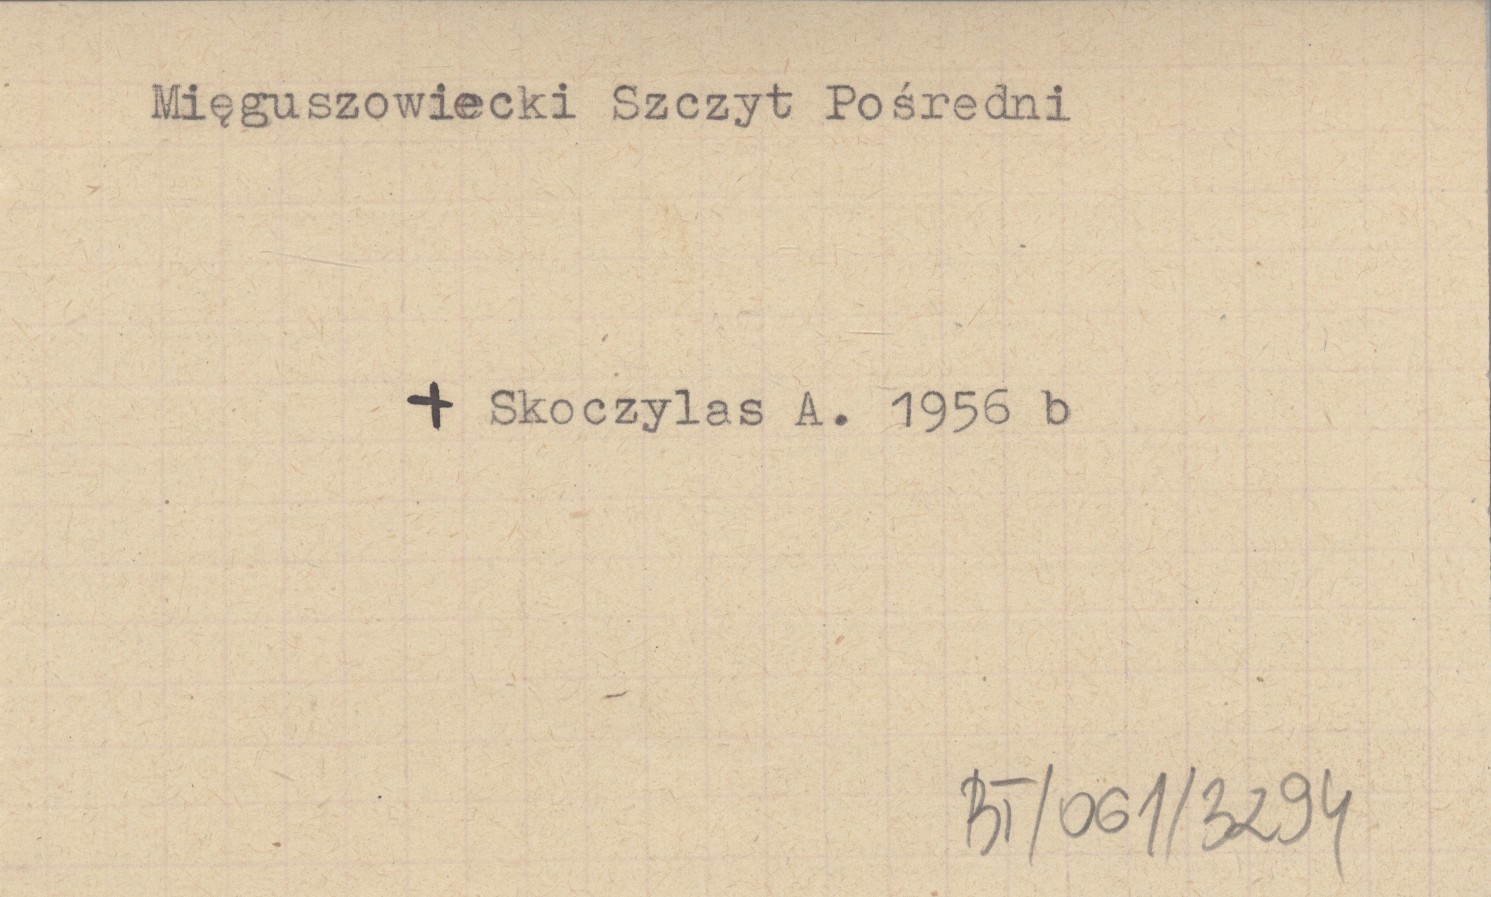 Mięguszowiecki Szczyt Pośredni
+ Skoczylas A. 1956 b
BT/061/3294